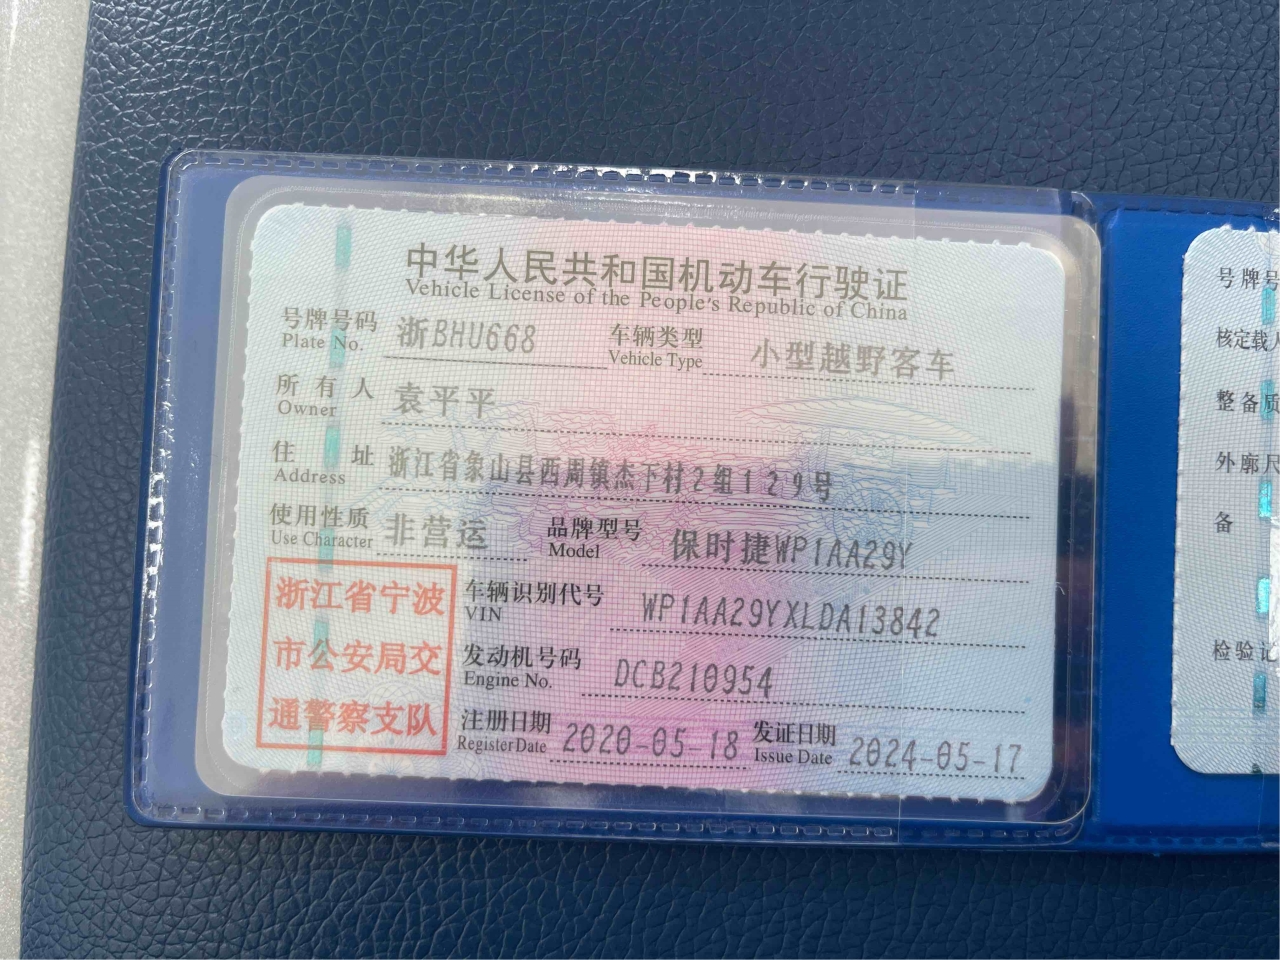 中华人民共和国机动车行驶证
Vehicle License of the People's Republic of China
号牌号码 浙BHU668 车辆类型 小型越野客车
Plate No. Vehicle Type
所有人 袁平平
Owner
住址 浙江省象山县西周镇杰下村2组129号
Address
使用性质 非营运 品牌型号 保时捷WP1AA29Y
Use Character Model
浙江省宁波
市公安局交
通警察支队
车辆识别代号 WP1AA29YXLDA13842
VIN
发动机号码 DCB210954
Engine No.
注册日期 2020-05-18 发证日期 2024-05-17
Register Date Issue Date
号牌号
核定载人
整备质
外廓尺
备
检验记